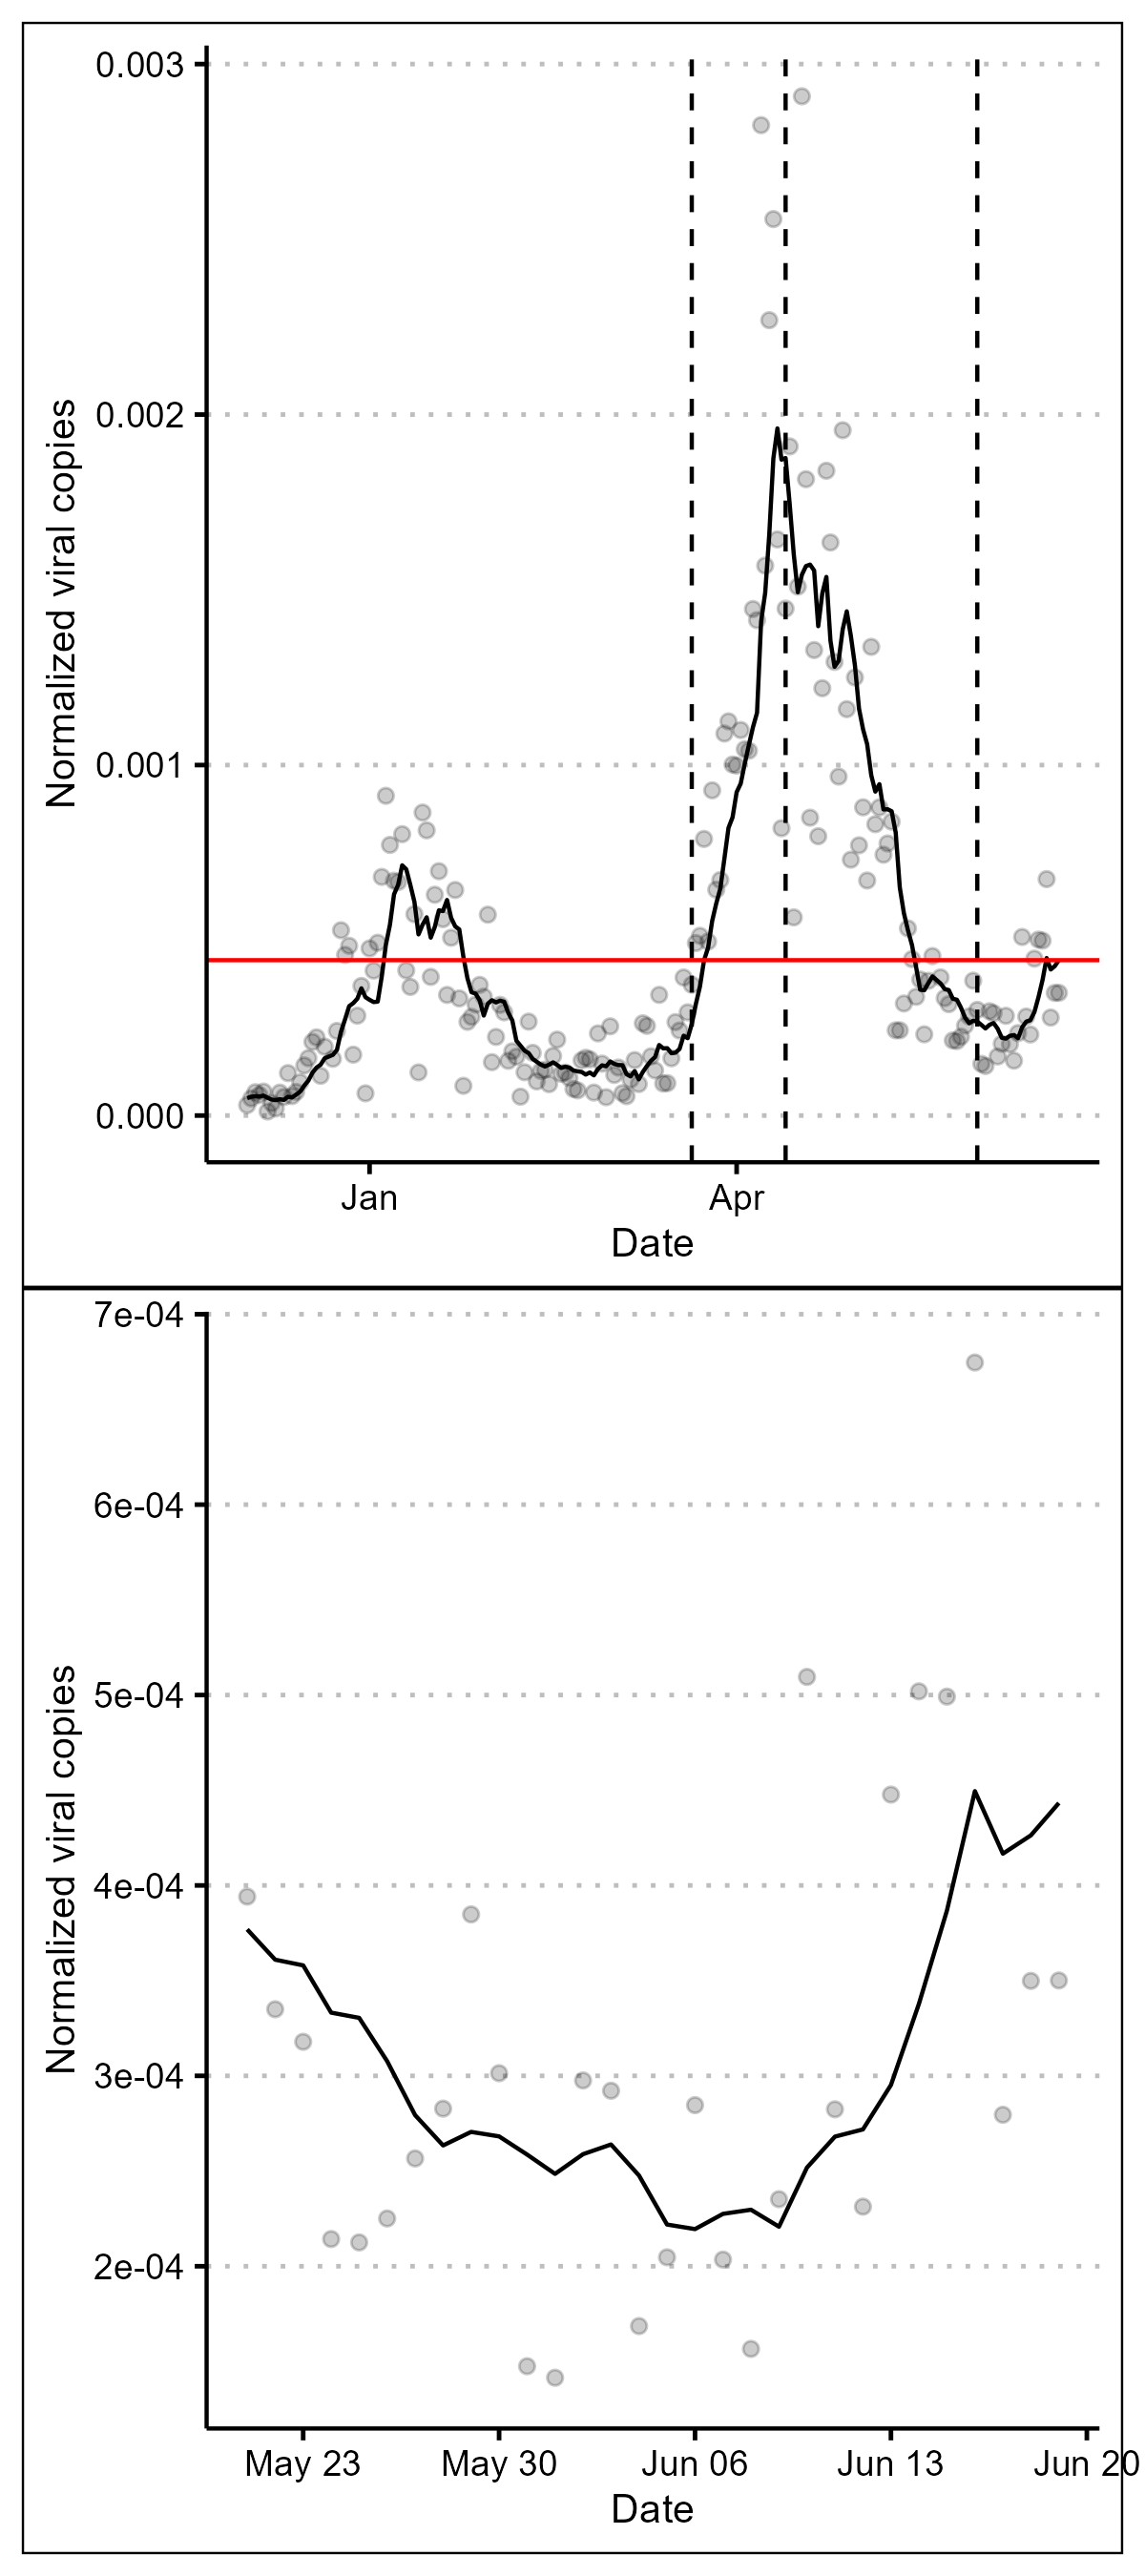 0.003
0.002
0.001
0.000
Normalized viral copies
Jan
Apr
Date
7e-04
6e-04
5e-04
4e-04
3e-04
2e-04
Normalized viral copies
May 23
May 30
Jun 06
Jun 13
Jun 20
Date